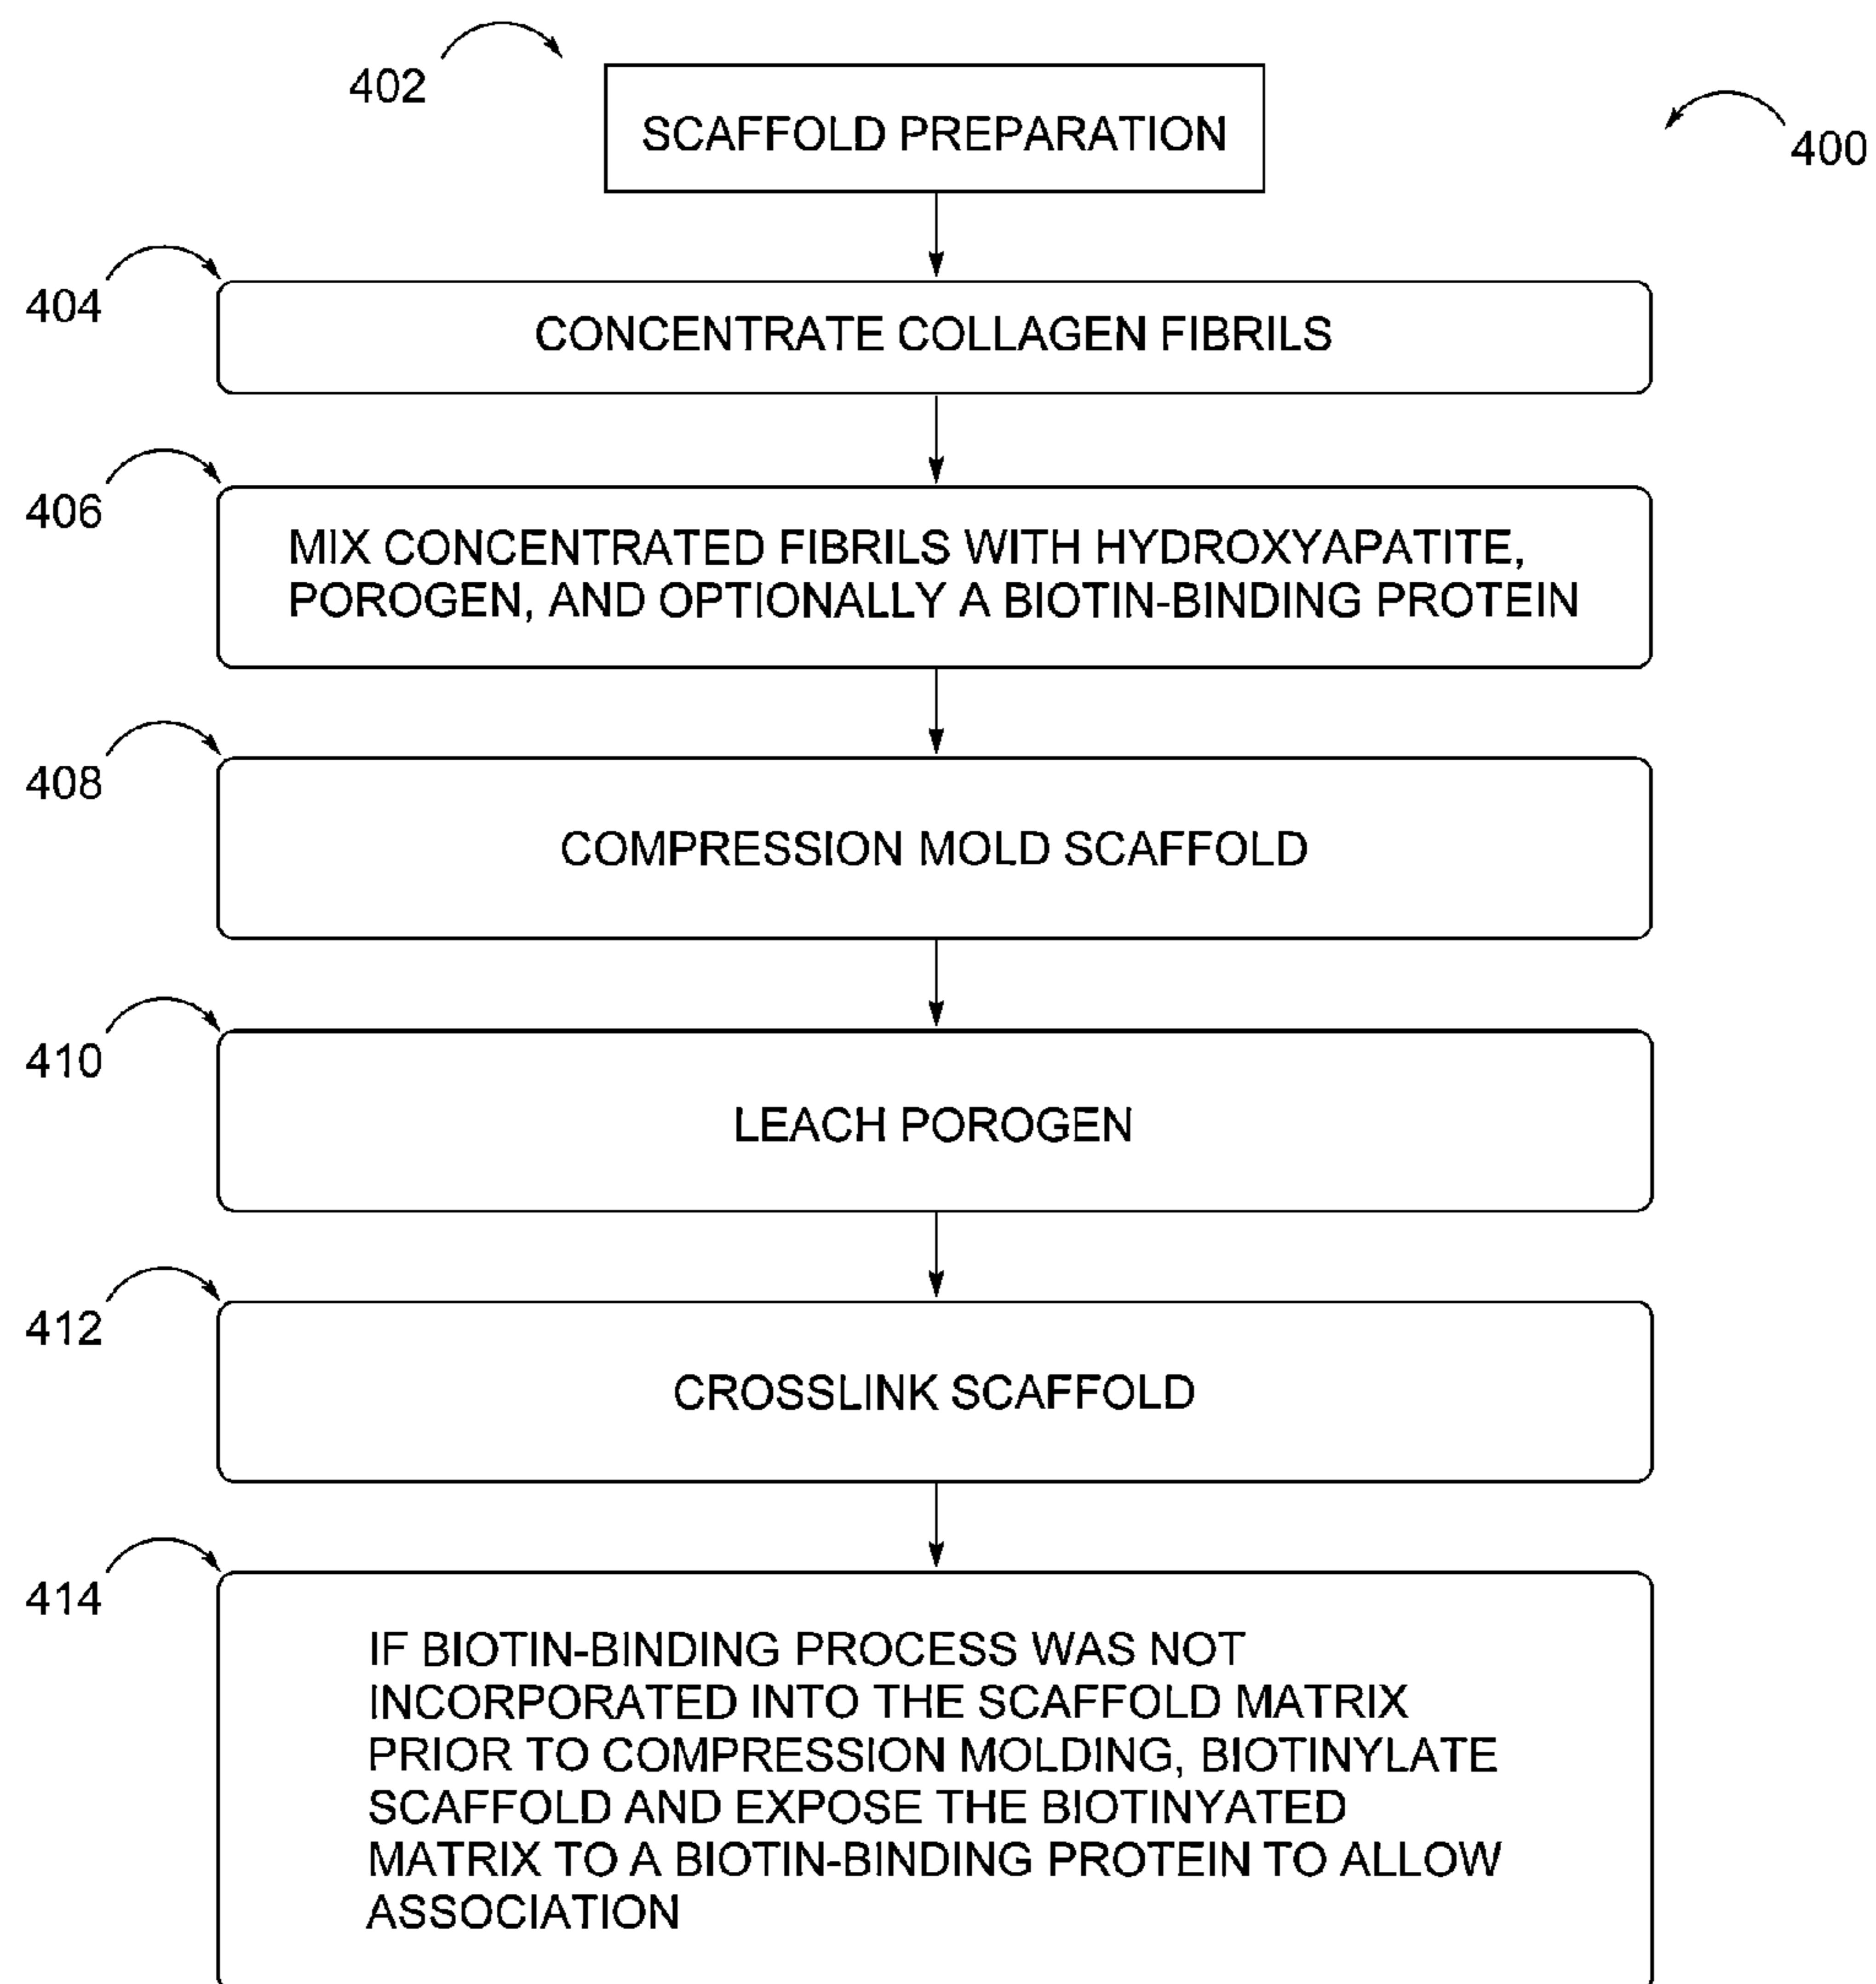 402
SCAFFOLD PREPARATION
400
404
CONCENTRATE COLLAGEN FIBRILS
406
MIX CONCENTRATED FIBRILS WITH HYDROXYAPATITE,
POROGEN, AND OPTIONALLY A BIOTIN-BINDING PROTEIN
408
COMPRESSION MOLD SCAFFOLD
410
LEACH POROGEN
412
CROSSLINK SCAFFOLD
414
IF BIOTIN-BINDING PROCESS WAS NOT
INCORPORATED INTO THE SCAFFOLD MATRIX
PRIOR TO COMPRESSION MOLDING, BIOTINYLATE
SCAFFOLD AND EXPOSE THE BIOTINYATED
MATRIX TO A BIOTIN-BINDING PROTEIN TO ALLOW
ASSOCIATION